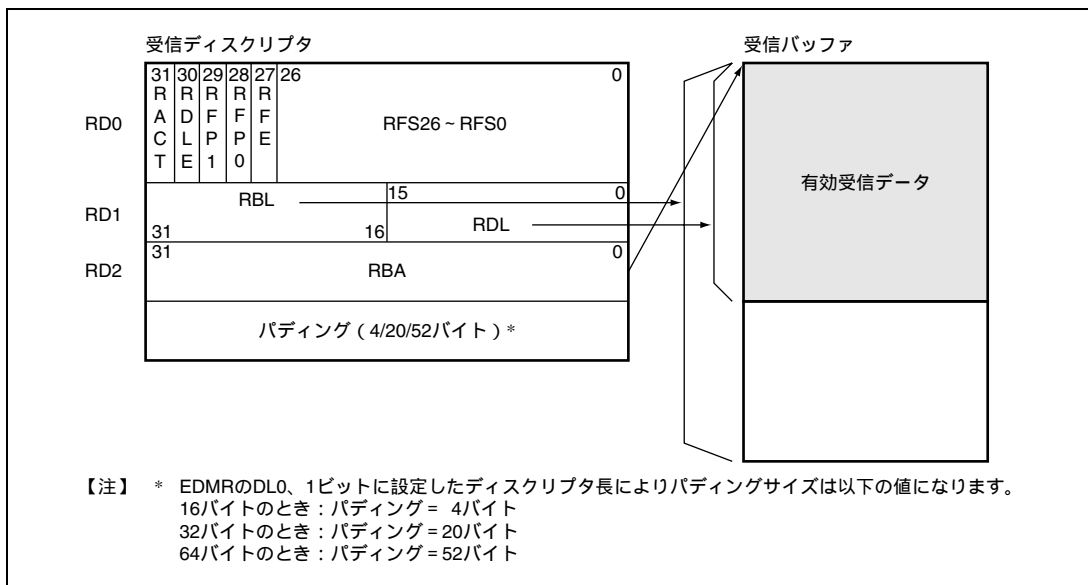 受信ディスクリプタ
受信バッファ
31 30 29 28 27 26 0
RD0
RACT
RDLE
RFP1
RFP0
RFE
RFS26 ~ RFS0
有効受信データ
RD1
RBL
15 0
31 16
RDL
RD2
31 0
RBA
パディング ( 4/20/52バイト ) *
【注】 * EDMRのDL0、1ビットに設定したディスクリプタ長によりパディングサイズは以下の値になります。
16バイトのとき : パディング = 4バイト
32バイトのとき : パディング = 20バイト
64バイトのとき : パディング = 52バイト